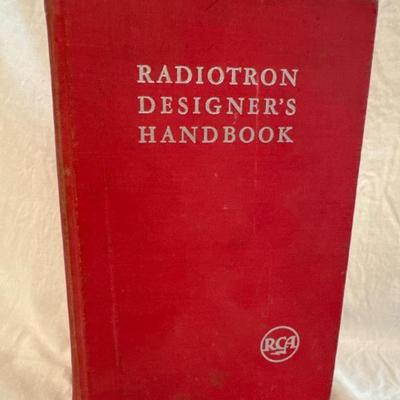 RADIOTRON
DESIGNER'S
HANDBOOK
RCA